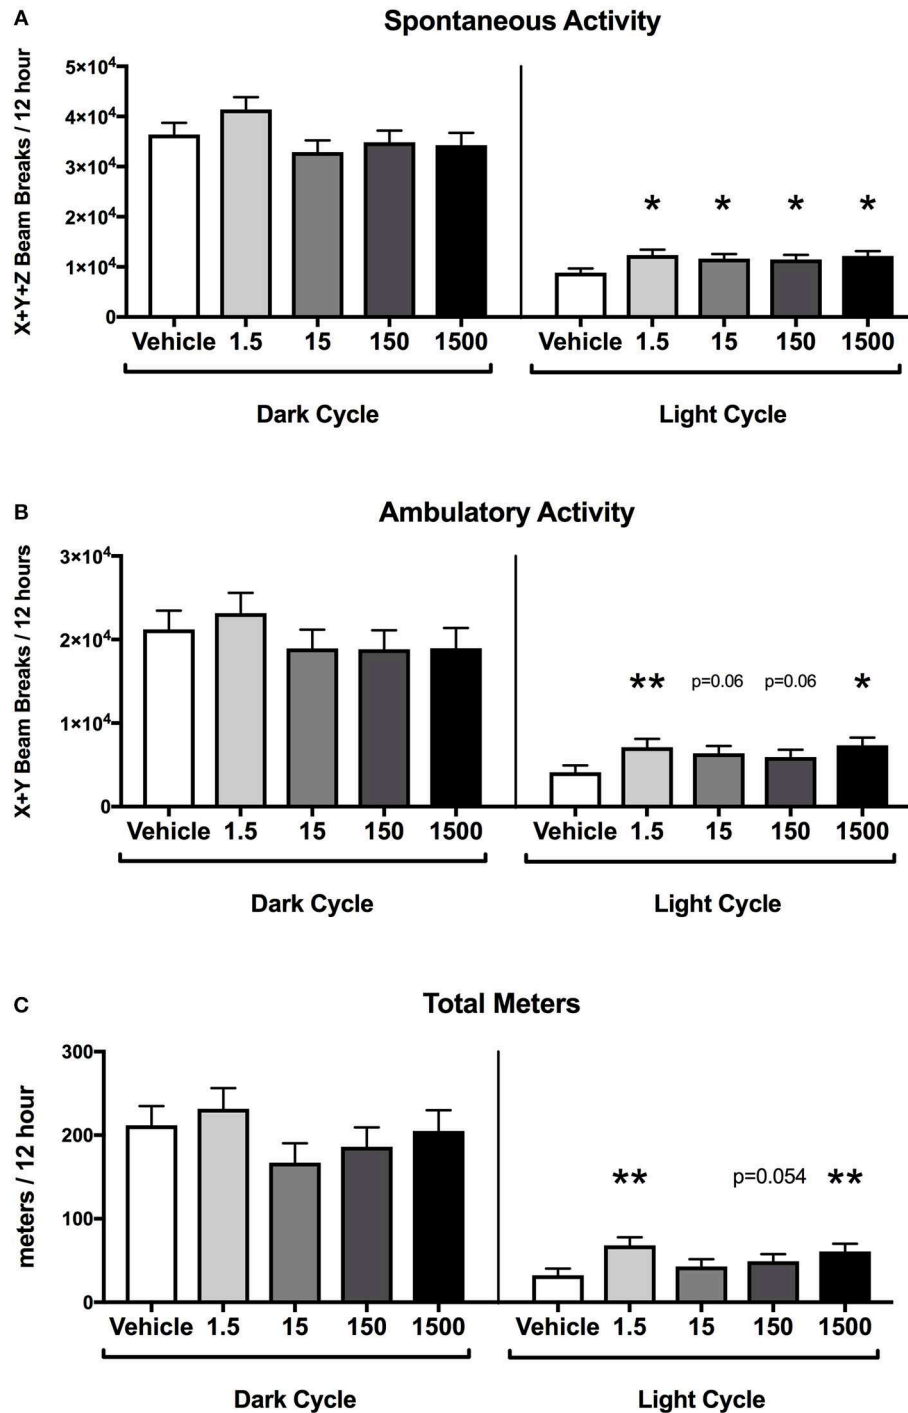 A
Spontaneous Activity
X+Y+Z Beam Breaks / 12 hour
5×10⁴
4×10⁴
3×10⁴
2×10⁴
1×10⁴
0
* * * *
Vehicle 1.5 15 150 1500 Vehicle 1.5 15 150 1500
Dark Cycle Light Cycle
B
Ambulatory Activity
X+Y Beam Breaks / 12 hours
3×10⁴
2×10⁴
1×10⁴
0
** p=0.06 p=0.06 *
Vehicle 1.5 15 150 1500 Vehicle 1.5 15 150 1500
Dark Cycle Light Cycle
C
Total Meters
meters / 12 hour
300
200
100
0
** p=0.054 **
Vehicle 1.5 15 150 1500 Vehicle 1.5 15 150 1500
Dark Cycle Light Cycle